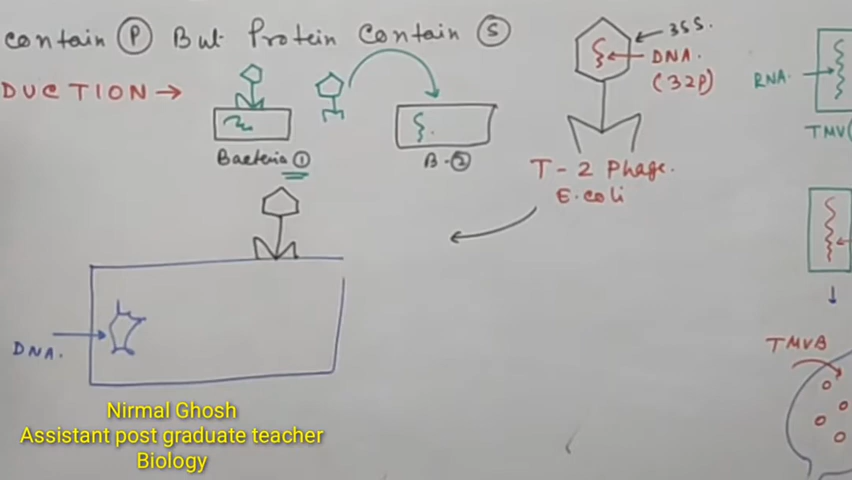 contain P But Protein Contain S
DUCTION →
Bacteria 1
B-2
35S.
DNA.
(32P)
T-2 Phage.
E.coli
RNA.
TMV
DNA.
TMVB
Nirmal Ghosh
Assistant post graduate teacher
Biology